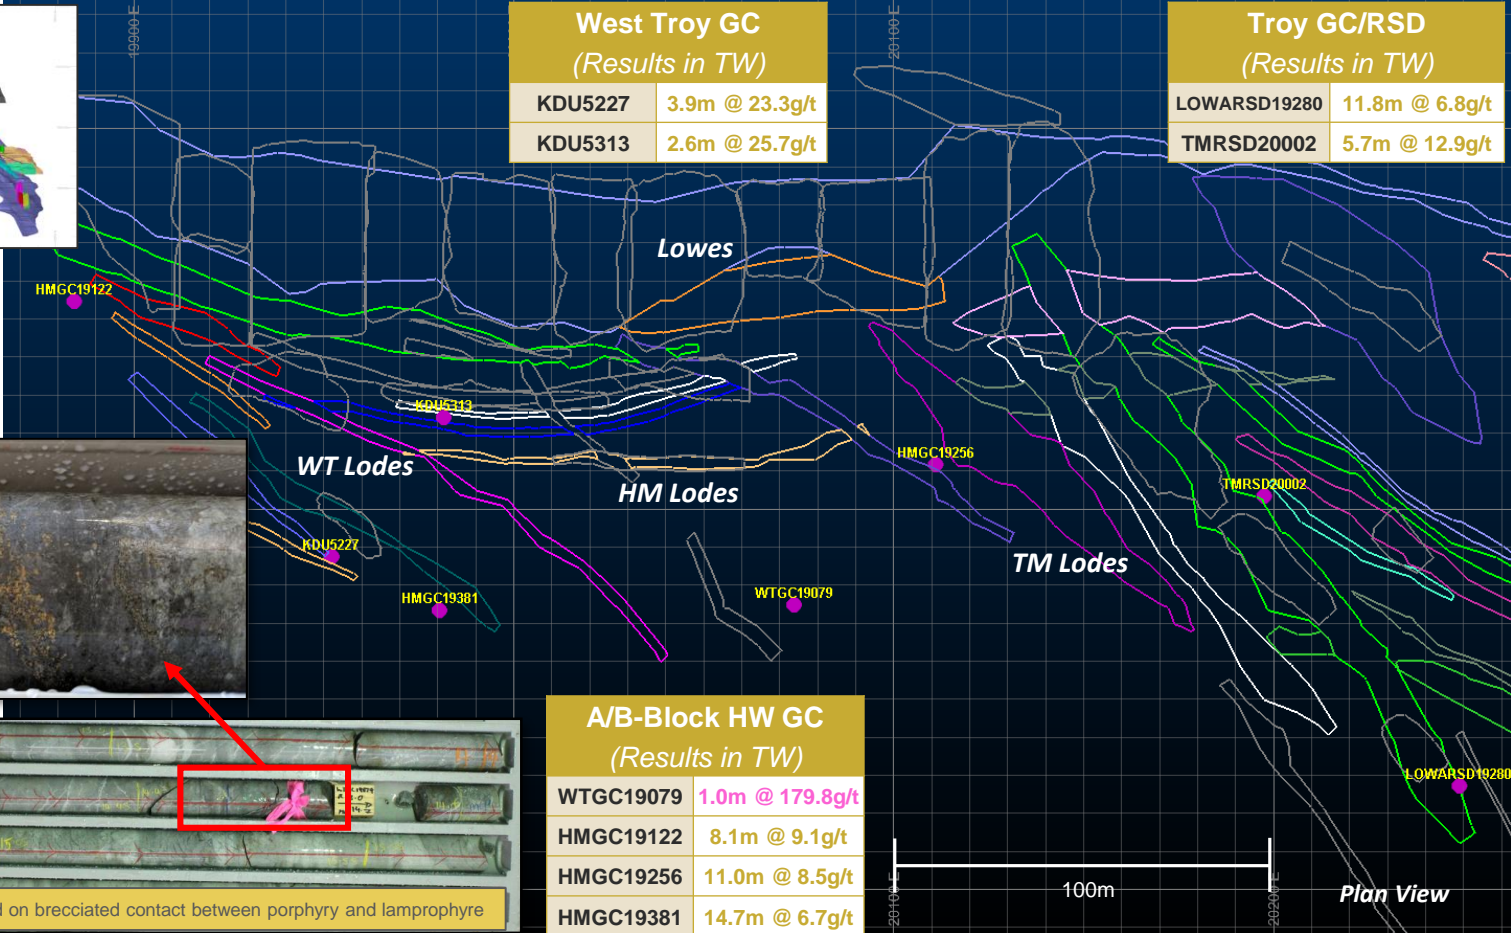 West Troy GC
(Results in TW)
KDU5227 3.9m @ 23.3g/t
KDU5313 2.6m @ 25.7g/t
Troy GC/RSD
(Results in TW)
LOWARSD19280 11.8m @ 6.8g/t
TMRSD20002 5.7m @ 12.9g/t
19900 E
20100 E
Lowes
HMGC19122
KDU5313
WT Lodes
HM Lodes
HMGC19256
TMRSD20002
TM Lodes
KDU5227
HMGC19381
WTGC19079
LOWARSD19280
A/B-Block HW GC
(Results in TW)
WTGC19079 1.0m @ 179.8g/t
HMGC19122 8.1m @ 9.1g/t
HMGC19256 11.0m @ 8.5g/t
HMGC19381 14.7m @ 6.7g/t
on brecciated contact between porphyry and lamprophyre
20100 E
100m
20200 E
Plan View